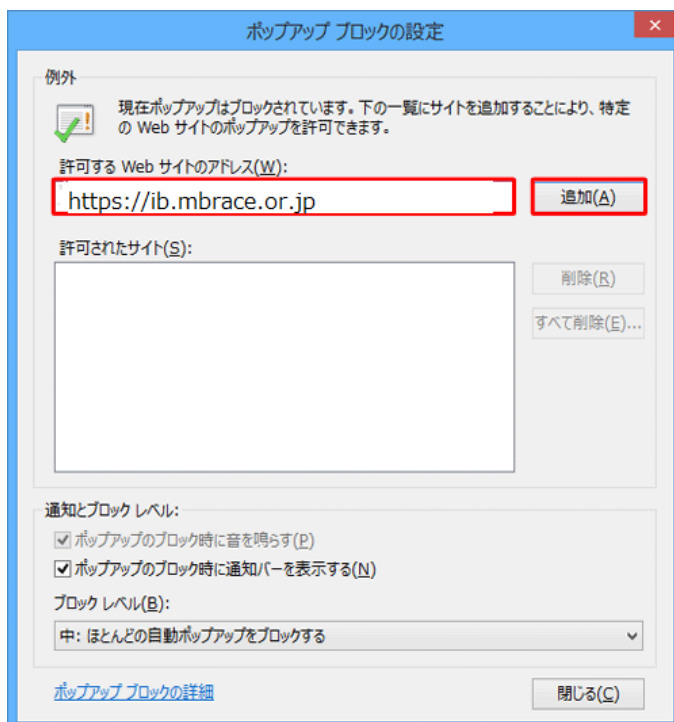 ポップアップ ブロックの設定
例外
現在ポップアップはブロックされています。下の一覧にサイトを追加することにより、特定
の Web サイトのポップアップを許可できます。
許可する Web サイトのアドレス(W):
https://ib.mbrace.or.jp
追加(A)
許可されたサイト(S):
削除(R)
すべて削除(E)...
通知とブロック レベル:
ポップアップのブロック時に音を鳴らす(P)
ポップアップのブロック時に通知バーを表示する(N)
ブロック レベル(B):
中: ほとんどの自動ポップアップをブロックする
ポップアップ ブロックの詳細
閉じる(C)